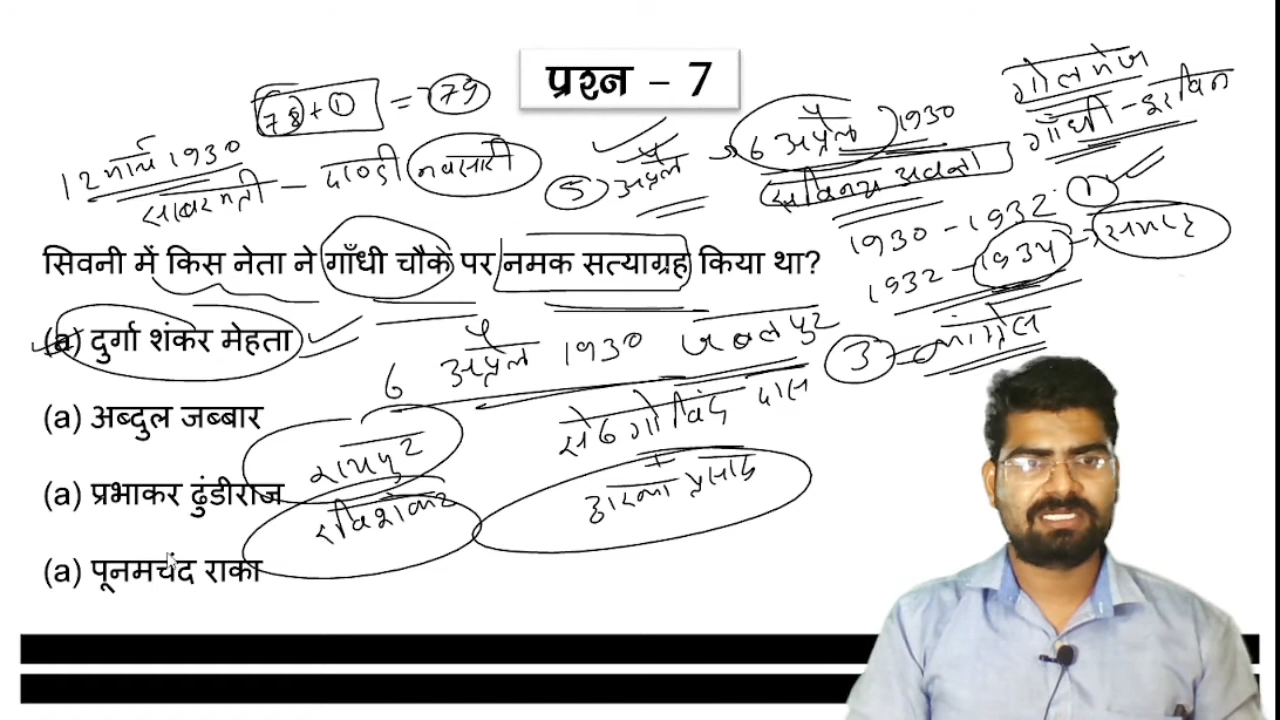 प्रश्न – 7
78 + 1 = 79
12 मार्च 1930
साबरमती – दाण्डी नवसारी
5 अप्रैल → 6 अप्रैल 1930
सविनय अवज्ञा
गोलमेज
गाँधी – इरविन
1930 – 1932 1
1932 – 1934 →
सिवनी में किस नेता ने गाँधी चौके पर नमक सत्याग्रह किया था?
(a) दुर्गा शंकर मेहता
6 अप्रैल 1930 जबलपुर
3
सेठ गोविंद दास
+
द्वारका प्रसाद
(a) अब्दुल जब्बार
रायपुर
(a) प्रभाकर ढुंडीराज
रविशंकर
(a) पूनमचंद राका